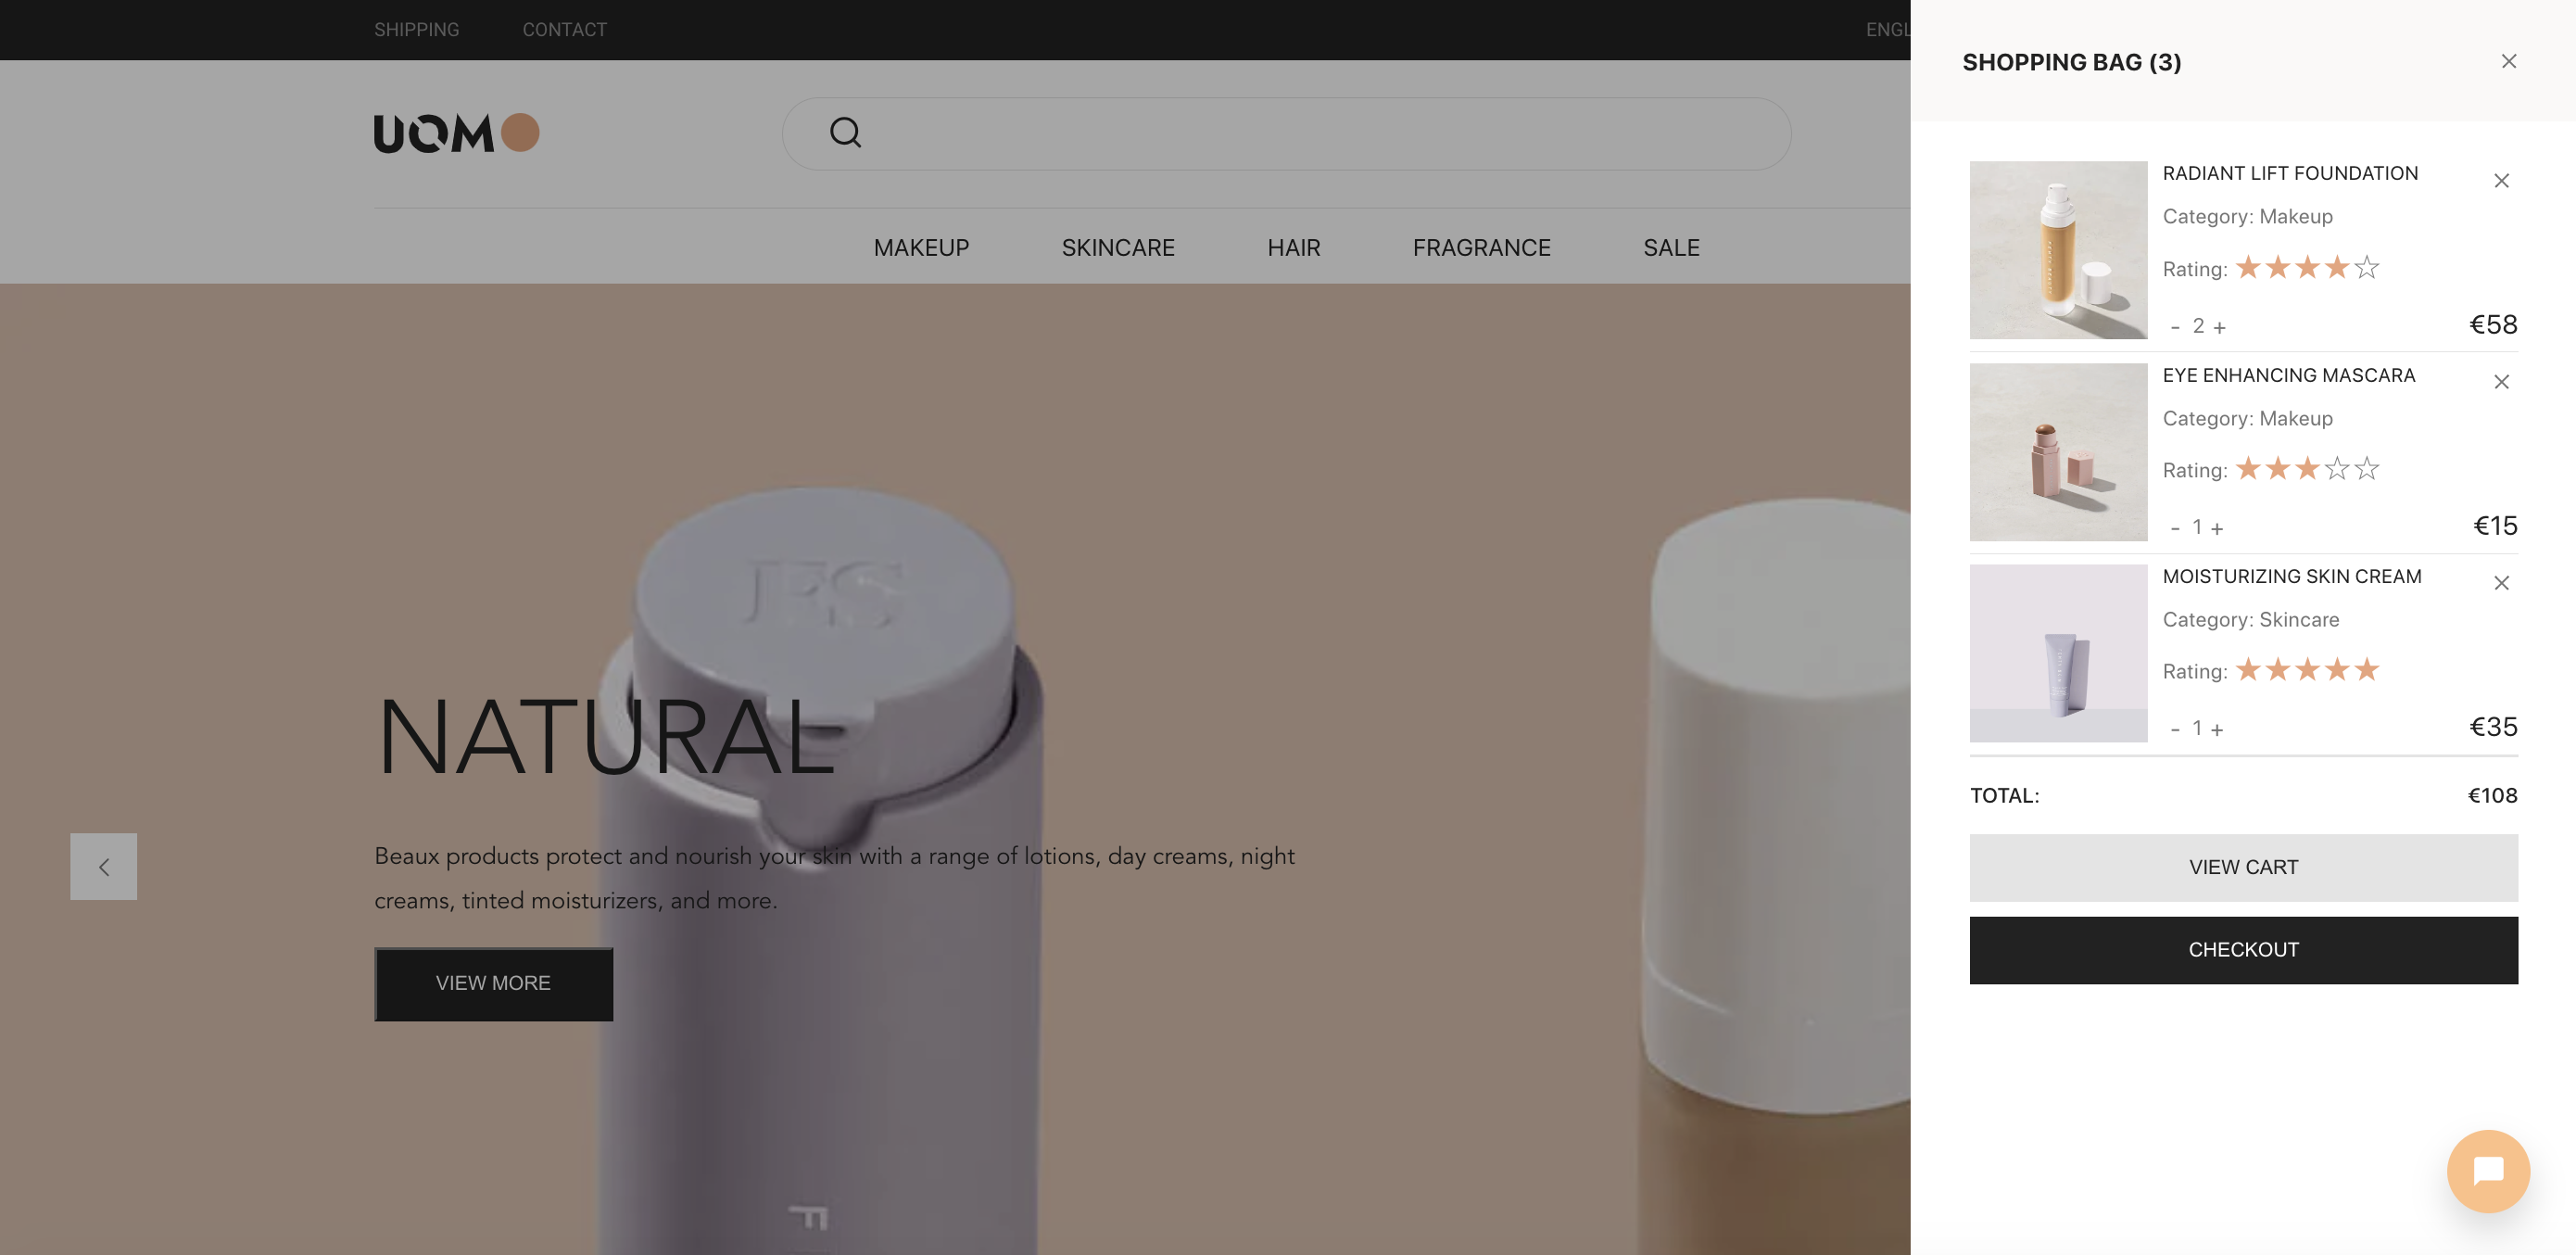 SHIPPING CONTACT
ENGL
SHOPPING BAG (3)
UOMO
MAKEUP SKINCARE HAIR FRAGRANCE SALE
NATURAL
Beaux products protect and nourish your skin with a range of lotions, day creams, night
creams, tinted moisturizers, and more.
VIEW MORE
F
RADIANT LIFT FOUNDATION
Category: Makeup
Rating:
- 2 +
€58
EYE ENHANCING MASCARA
Category: Makeup
Rating:
- 1 +
€15
MOISTURIZING SKIN CREAM
Category: Skincare
Rating:
- 1 +
€35
TOTAL:
€108
VIEW CART
CHECKOUT